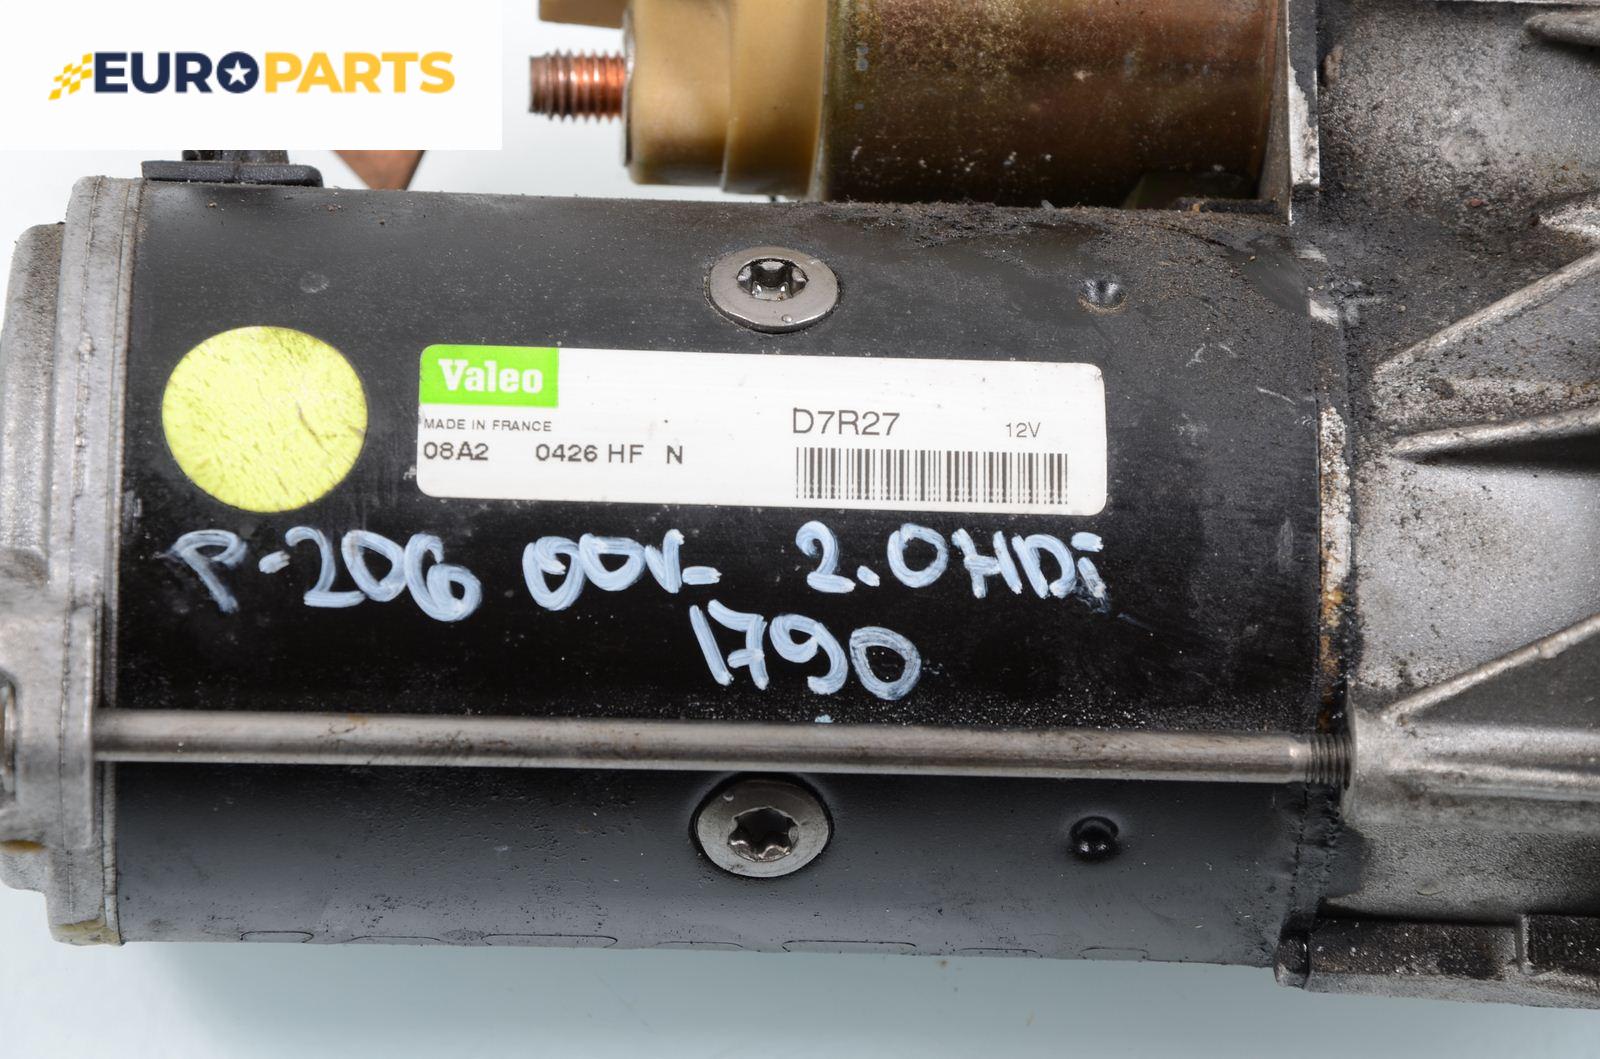 EUROPARTS
Valeo
MADE IN FRANCE
D7R27 12V
08A2 0426 HF N
P-206 00г. 2.0HDi
1790